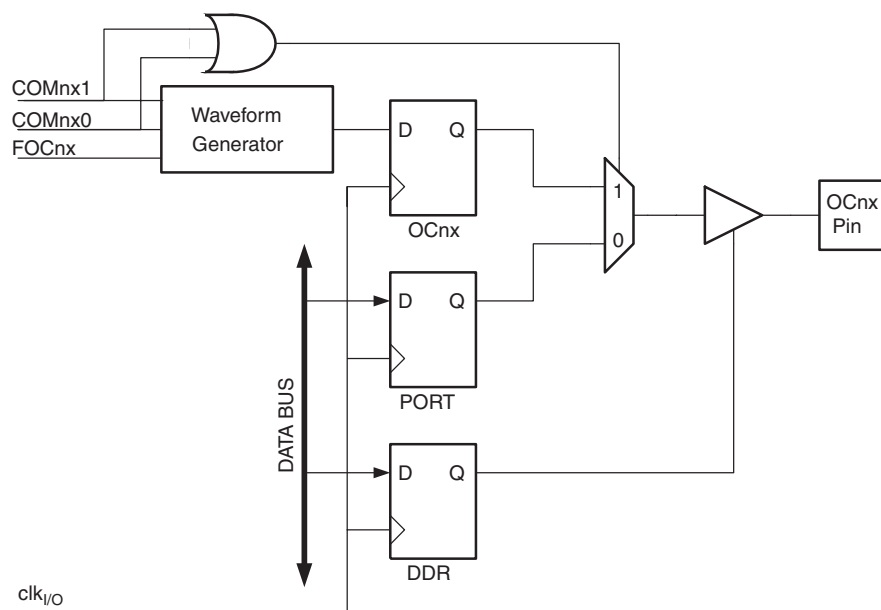 COMnx1
COMnx0
FOCnx
Waveform
Generator
D Q
OCnx
1
0
OCnx
Pin
D Q
PORT
DATA BUS
D Q
DDR
clkI/O